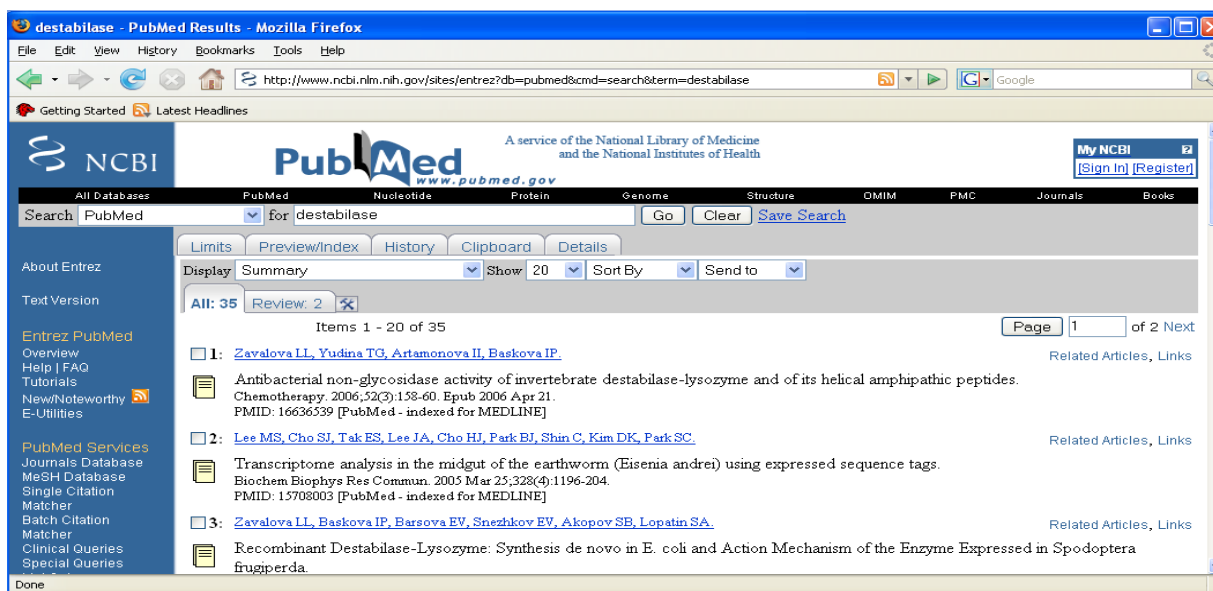 destabilase - PubMed Results - Mozilla Firefox
File Edit View History Bookmarks Tools Help
http://www.ncbi.nlm.nih.gov/sites/entrez?db=pubmed&cmd=search&term=destabilase
G Google
Getting Started Latest Headlines
NCBI
PubMed
www.pubmed.gov
A service of the National Library of Medicine
and the National Institutes of Health
My NCBI
[Sign In] [Register]
All Databases PubMed Nucleotide Protein Genome Structure OMIM PMC Journals Books
Search PubMed for destabilase Go Clear Save Search
Limits Preview/Index History Clipboard Details
Display Summary Show 20 Sort By Send to
All: 35 Review: 2
Items 1 - 20 of 35 Page 1 of 2 Next
About Entrez
Text Version
Entrez PubMed
Overview
Help | FAQ
Tutorials
New/Noteworthy
E-Utilities
PubMed Services
Journals Database
MeSH Database
Single Citation
Matcher
Batch Citation
Matcher
Clinical Queries
Special Queries
1: Zavalova LL, Yudina TG, Artamonova II, Baskova IP. Related Articles, Links
Antibacterial non-glycosidase activity of invertebrate destabilase-lysozyme and of its helical amphipathic peptides.
Chemotherapy. 2006;52(3):158-60. Epub 2006 Apr 21.
PMID: 16636539 [PubMed - indexed for MEDLINE]
2: Lee MS, Cho SJ, Tak ES, Lee JA, Cho HJ, Park BJ, Shin C, Kim DK, Park SC. Related Articles, Links
Transcriptome analysis in the midgut of the earthworm (Eisenia andrei) using expressed sequence tags.
Biochem Biophys Res Commun. 2005 Mar 25;328(4):1196-204.
PMID: 15708003 [PubMed - indexed for MEDLINE]
3: Zavalova LL, Baskova IP, Barsova EV, Snezhkov EV, Akopov SB, Lopatin SA. Related Articles, Links
Recombinant Destabilase-Lysozyme: Synthesis de novo in E. coli and Action Mechanism of the Enzyme Expressed in Spodoptera
frugiperda.
Done